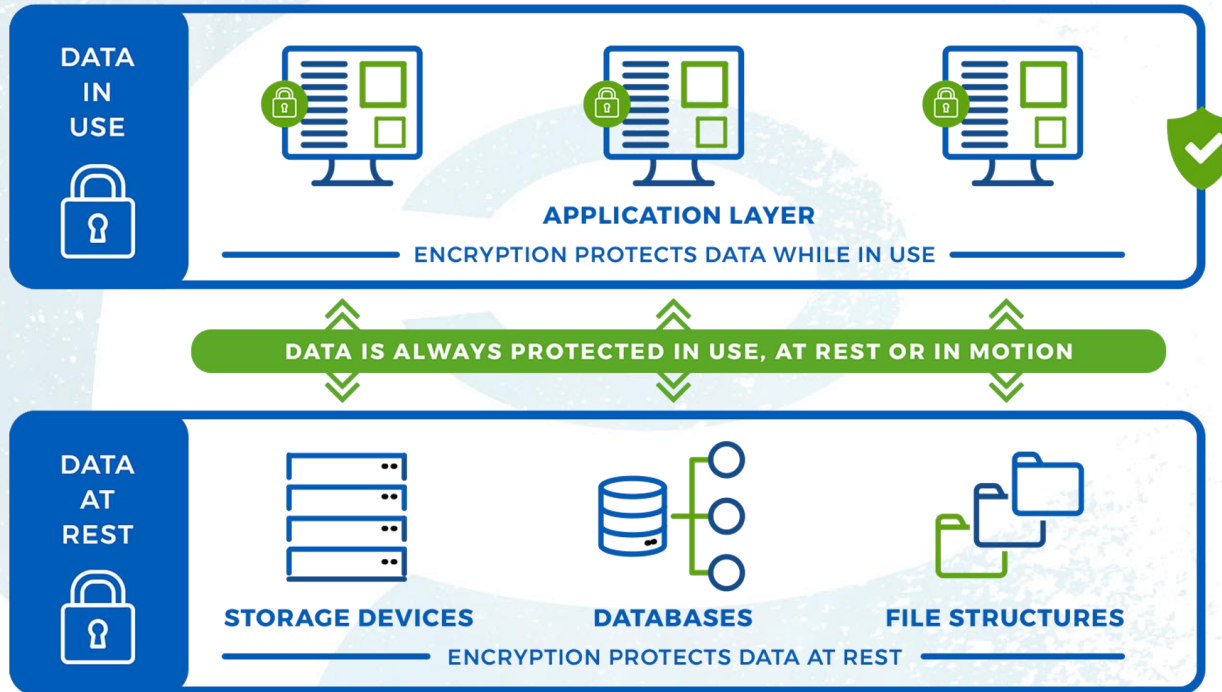 DATA
IN
USE
APPLICATION LAYER
ENCRYPTION PROTECTS DATA WHILE IN USE
DATA IS ALWAYS PROTECTED IN USE, AT REST OR IN MOTION
DATA
AT
REST
STORAGE DEVICES
DATABASES
FILE STRUCTURES
ENCRYPTION PROTECTS DATA AT REST